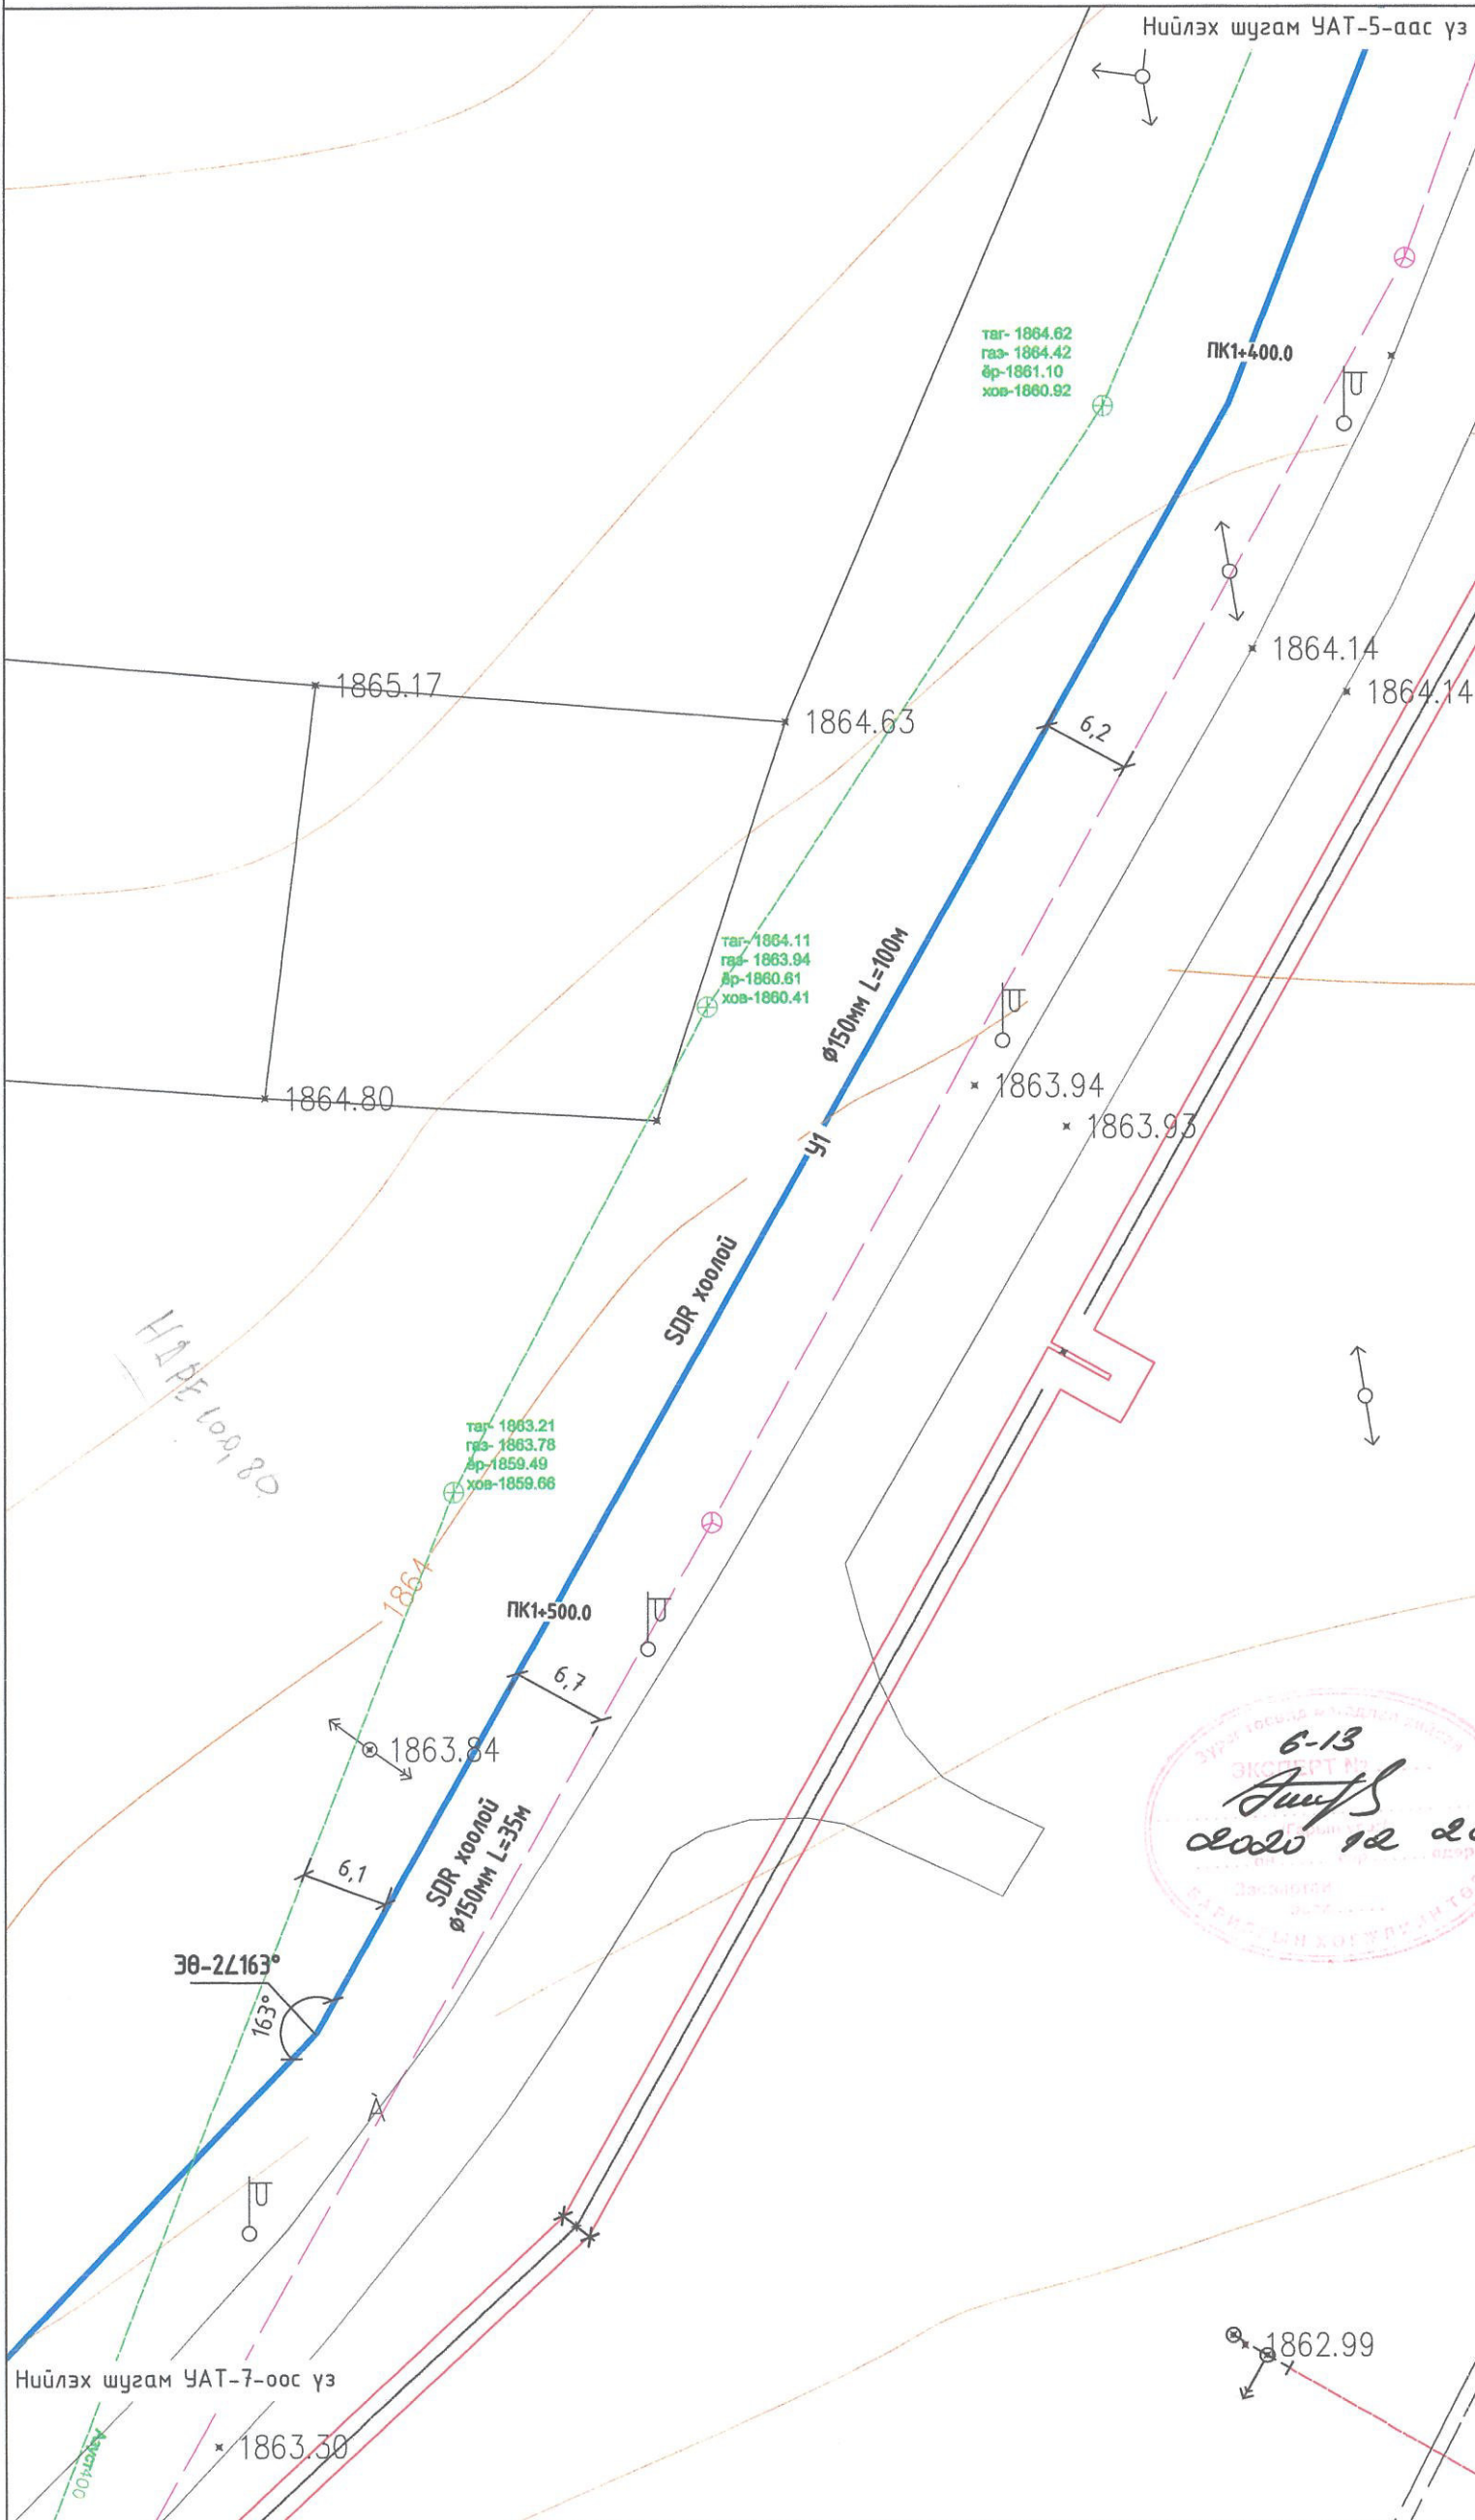 Нийлэх шугам УАТ-5-аас үз
таг- 1864.62
газ- 1864.42
ёр-1861.10
хов-1860.92
ПК1+400.0
1864.14
1864.14
1865.17
1864.63
6,2
таг- 1864.11
газ- 1863.94
ёр-1860.61
хов-1860.41
ф150мм L=100м
1863.94
1863.93
1864.80
У1
SDR хоолой
таг- 1863.21
газ- 1863.78
ёр-1859.49
хов-1859.66
1864
ПК1+500.0
6,7
1863.84
6-13
ЭКСПЕРТ №
2020 12
SDR хоолой
ф150мм L=35м
6,1
ЭӨ-2∠163°
163°
À
1862.99
Нийлэх шугам УАТ-7-оос үз
1863.30